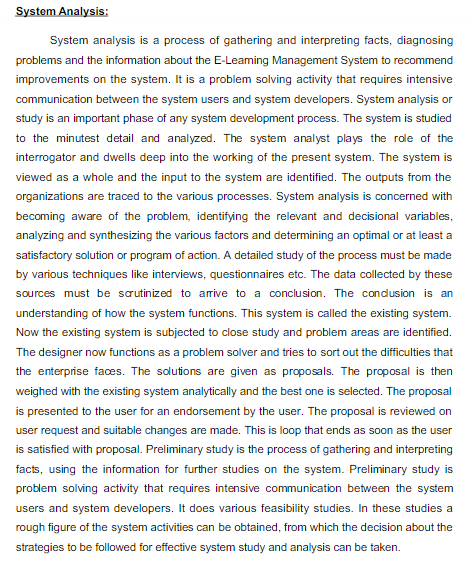 System Analysis:
System analysis is a process of gathering and interpreting facts, diagnosing
problems and the information about the E-Learning Management System to recommend
improvements on the system. It is a problem solving activity that requires intensive
communication between the system users and system developers. System analysis or
study is an important phase of any system development process. The system is studied
to the minutest detail and analyzed. The system analyst plays the role of the
interrogator and dwells deep into the working of the present system. The system is
viewed as a whole and the input to the system are identified. The outputs from the
organizations are traced to the various processes. System analysis is concerned with
becoming aware of the problem, identifying the relevant and decisional variables,
analyzing and synthesizing the various factors and determining an optimal or at least a
satisfactory solution or program of action. A detailed study of the process must be made
by various techniques like interviews, questionnaires etc. The data collected by these
sources must be scrutinized to arrive to a conclusion. The conclusion is an
understanding of how the system functions. This system is called the existing system.
Now the existing system is subjected to close study and problem areas are identified.
The designer now functions as a problem solver and tries to sort out the difficulties that
the enterprise faces. The solutions are given as proposals. The proposal is then
weighed with the existing system analytically and the best one is selected. The proposal
is presented to the user for an endorsement by the user. The proposal is reviewed on
user request and suitable changes are made. This is loop that ends as soon as the user
is satisfied with proposal. Preliminary study is the process of gathering and interpreting
facts, using the information for further studies on the system. Preliminary study is
problem solving activity that requires intensive communication between the system
users and system developers. It does various feasibility studies. In these studies a
rough figure of the system activities can be obtained, from which the decision about the
strategies to be followed for effective system study and analysis can be taken.